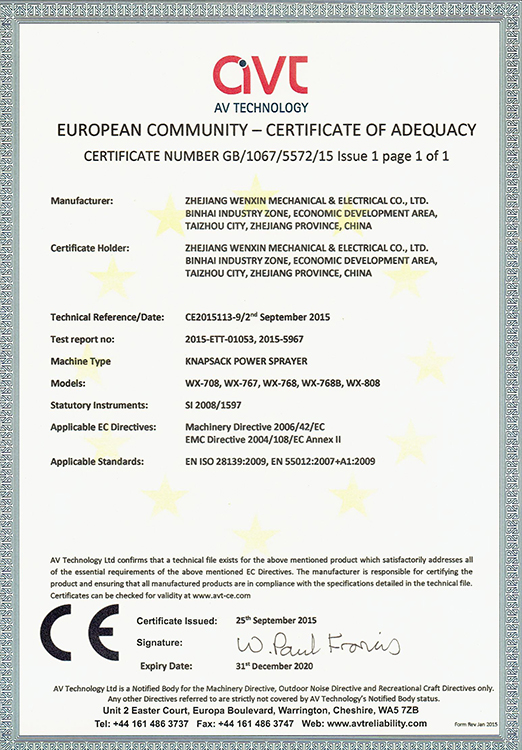 avt
AV TECHNOLOGY
EUROPEAN COMMUNITY – CERTIFICATE OF ADEQUACY
CERTIFICATE NUMBER GB/1067/5572/15 Issue 1 page 1 of 1
Manufacturer: ZHEJIANG WENXIN MECHANICAL & ELECTRICAL CO., LTD.
BINHAI INDUSTRY ZONE, ECONOMIC DEVELOPMENT AREA,
TAIZHOU CITY, ZHEJIANG PROVINCE, CHINA
Certificate Holder: ZHEJIANG WENXIN MECHANICAL & ELECTRICAL CO., LTD.
BINHAI INDUSTRY ZONE, ECONOMIC DEVELOPMENT AREA,
TAIZHOU CITY, ZHEJIANG PROVINCE, CHINA
Technical Reference/Date: CE2015113-9/2nd September 2015
Test report no: 2015-ETT-01053, 2015-5967
Machine Type KNAPSACK POWER SPRAYER
Models: WX-708, WX-767, WX-768, WX-768B, WX-808
Statutory Instruments: SI 2008/1597
Applicable EC Directives: Machinery Directive 2006/42/EC
EMC Directive 2004/108/EC Annex II
Applicable Standards: EN ISO 28139:2009, EN 55012:2007+A1:2009
AV Technology Ltd confirms that a technical file exists for the above mentioned product which satisfactorily addresses all
of the essential requirements of the above mentioned EC Directives. The manufacturer is responsible for certifying the
product and ensuring that all manufactured products are in compliance with the specifications detailed in the technical file.
Certificates can be checked for validity at www.avt-ce.com
CE
Certificate Issued: 25th September 2015
Signature: W. Paul Francis
Expiry Date: 31st December 2020
AV Technology Ltd is a Notified Body for the Machinery Directive, Outdoor Noise Directive and Recreational Craft Directives only.
Any other Directives referred to are strictly not covered by AV Technology's Notified Body status.
Unit 2 Easter Court, Europa Boulevard, Warrington, Cheshire, WA5 7ZB
Tel: +44 161 486 3737 Fax: +44 161 486 3747 Web: www.avtreliability.com
Form Rev Jan 2015